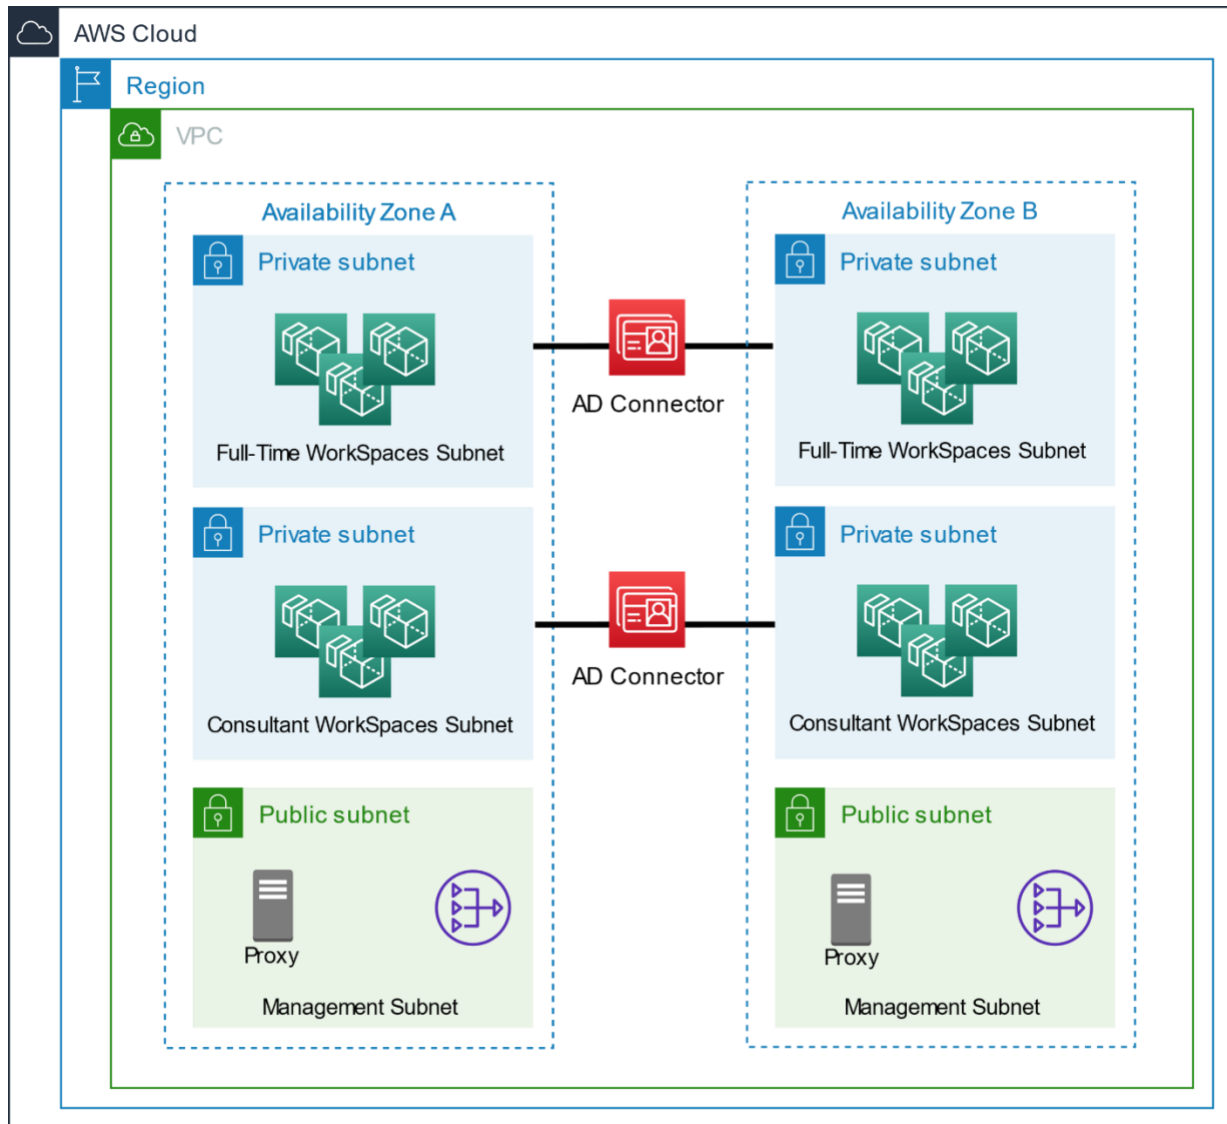 AWS Cloud
Region
VPC
Availability Zone A
Private subnet
Full-Time WorkSpaces Subnet
Private subnet
Consultant WorkSpaces Subnet
Public subnet
Proxy
Management Subnet
AD Connector
AD Connector
Availability Zone B
Private subnet
Full-Time WorkSpaces Subnet
Private subnet
Consultant WorkSpaces Subnet
Public subnet
Proxy
Management Subnet